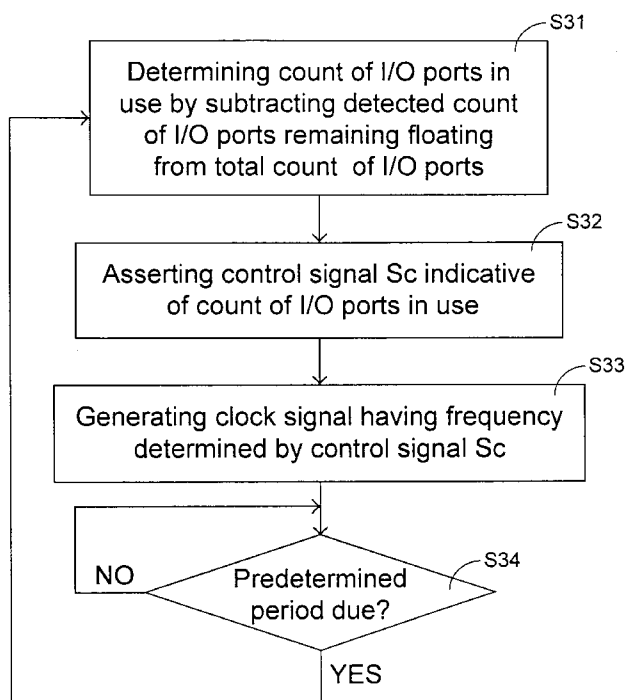 S31
Determining count of I/O ports in
use by subtracting detected count
of I/O ports remaining floating
from total count of I/O ports
S32
Asserting control signal Sc indicative
of count of I/O ports in use
S33
Generating clock signal having frequency
determined by control signal Sc
S34
NO
Predetermined
period due?
YES